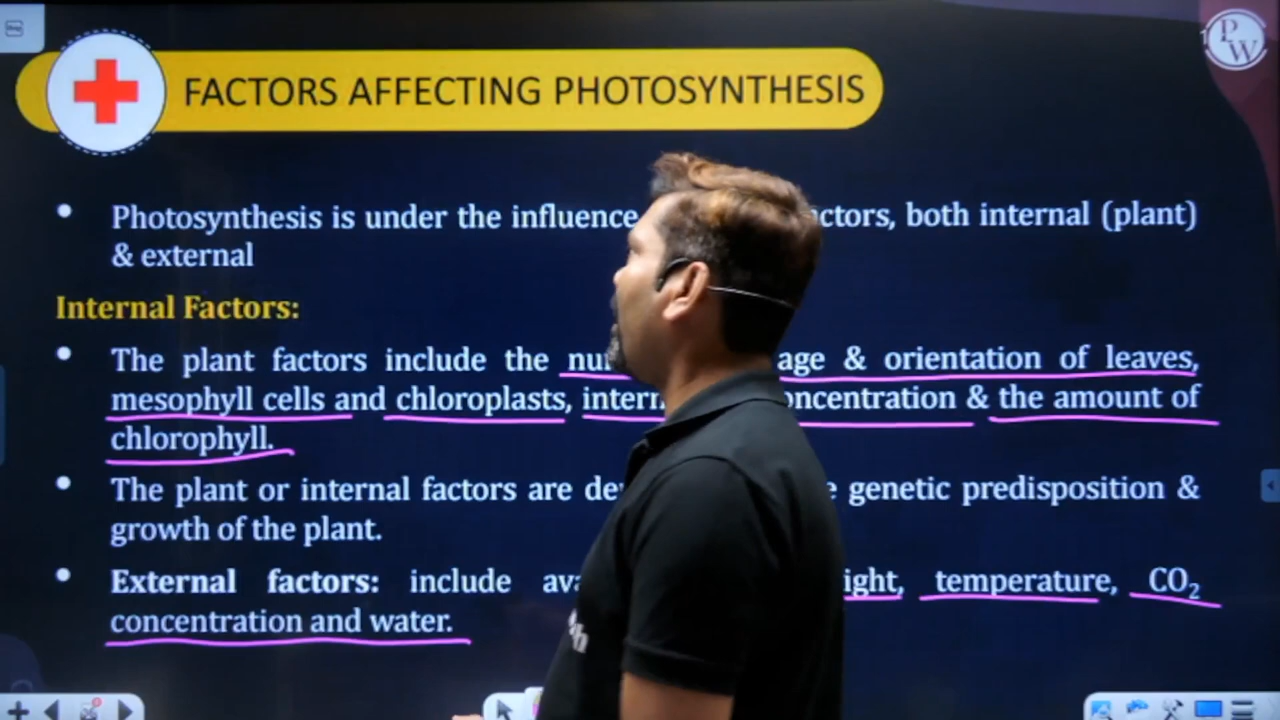 FACTORS AFFECTING PHOTOSYNTHESIS
PW
Photosynthesis is under the influence ctors, both internal (plant)
& external
Internal Factors:
The plant factors include the age & orientation of leaves,
mesophyll cells and chloroplasts, intern oncentration & the amount of
chlorophyll.
The plant or internal factors are de e genetic predisposition &
growth of the plant.
External factors: include ava ight, temperature, CO₂
concentration and water.